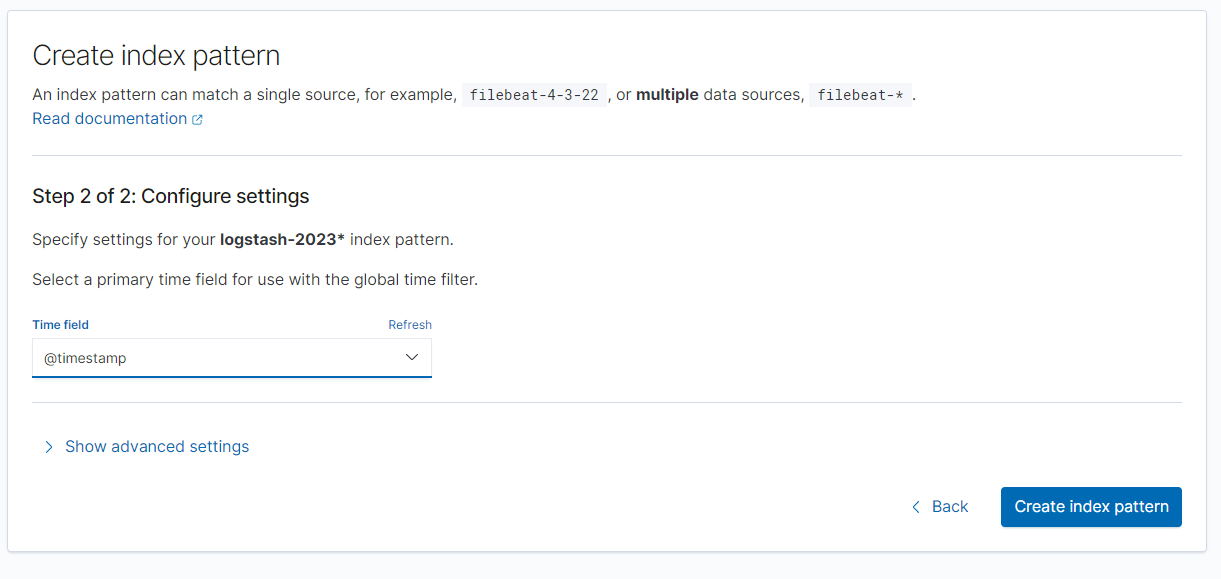 Create index pattern
An index pattern can match a single source, for example, filebeat-4-3-22 , or multiple data sources, filebeat-* .
Read documentation
Step 2 of 2: Configure settings
Specify settings for your logstash-2023* index pattern.
Select a primary time field for use with the global time filter.
Time field Refresh
@timestamp
Show advanced settings
Back Create index pattern